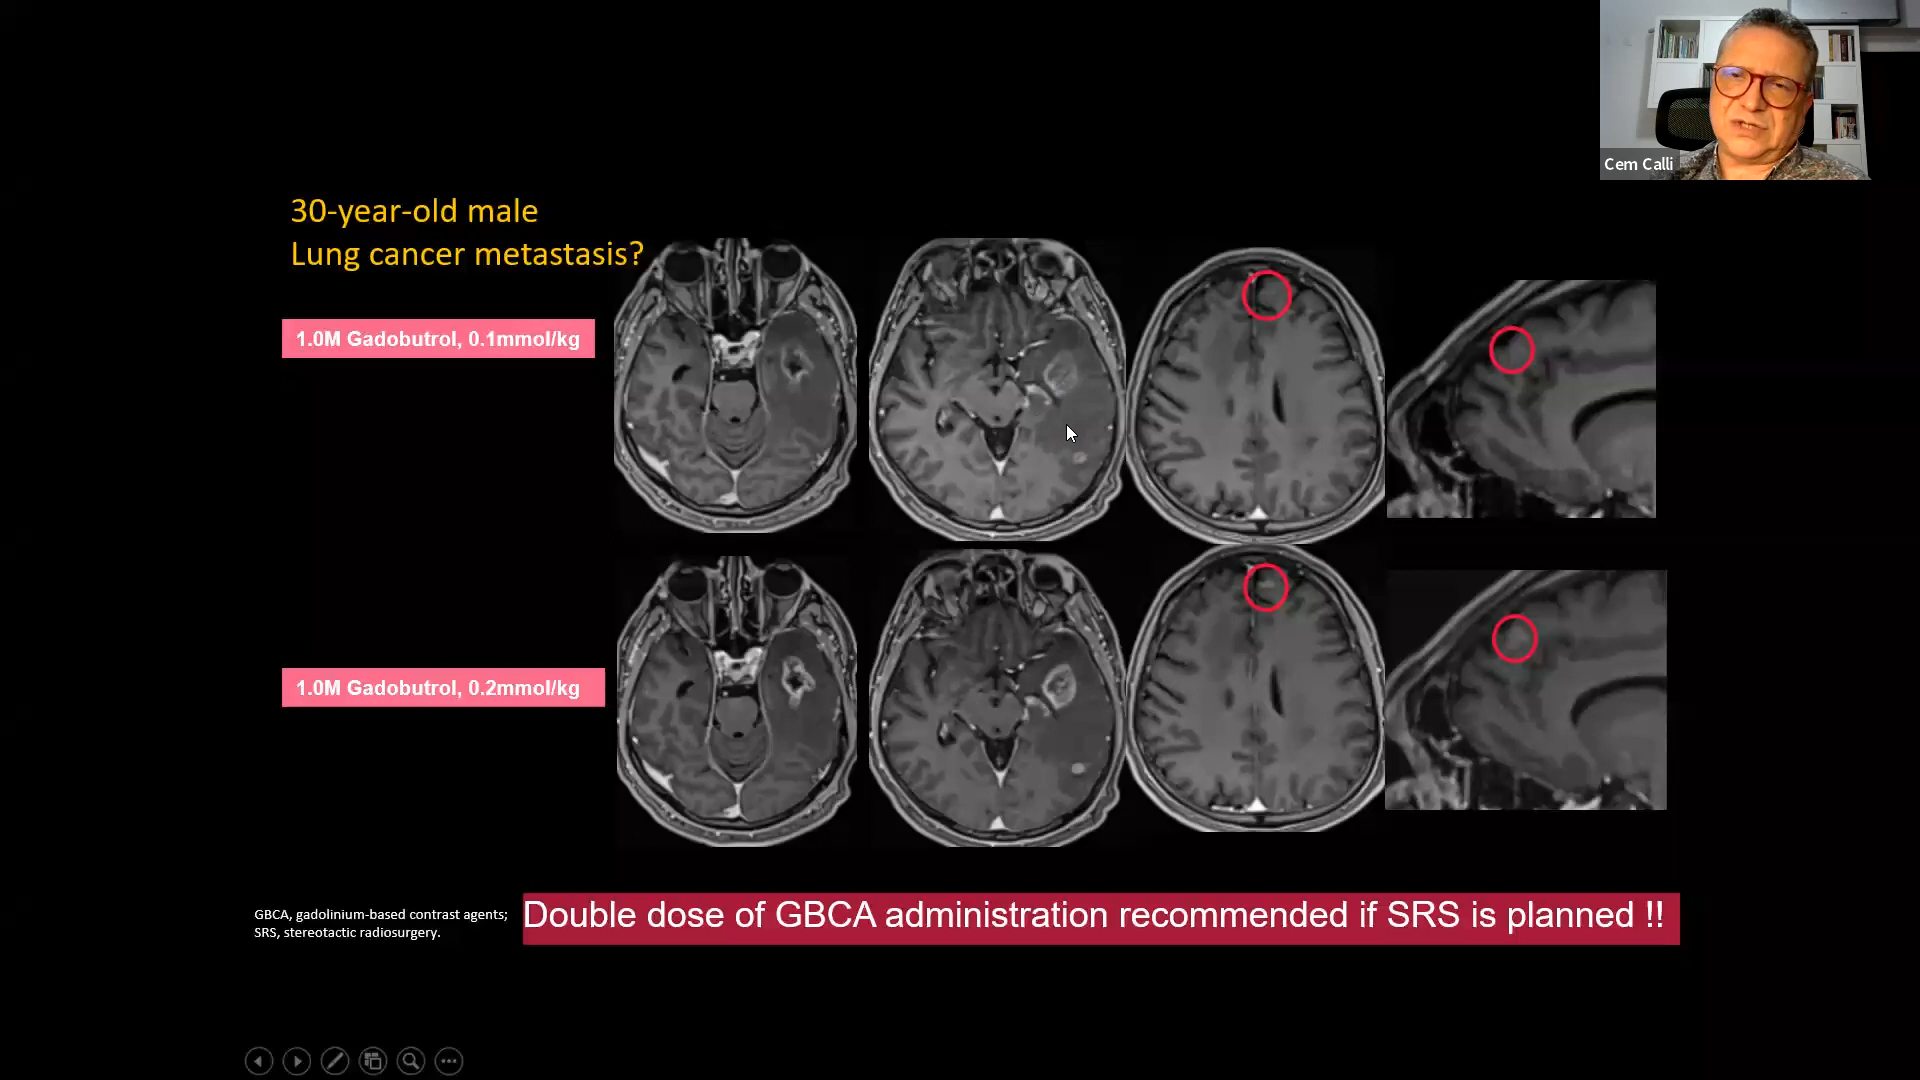 Cem Calli
30-year-old male
Lung cancer metastasis?
1.0M Gadobutrol, 0.1mmol/kg
1.0M Gadobutrol, 0.2mmol/kg
GBCA, gadolinium-based contrast agents;
SRS, stereotactic radiosurgery.
Double dose of GBCA administration recommended if SRS is planned !!